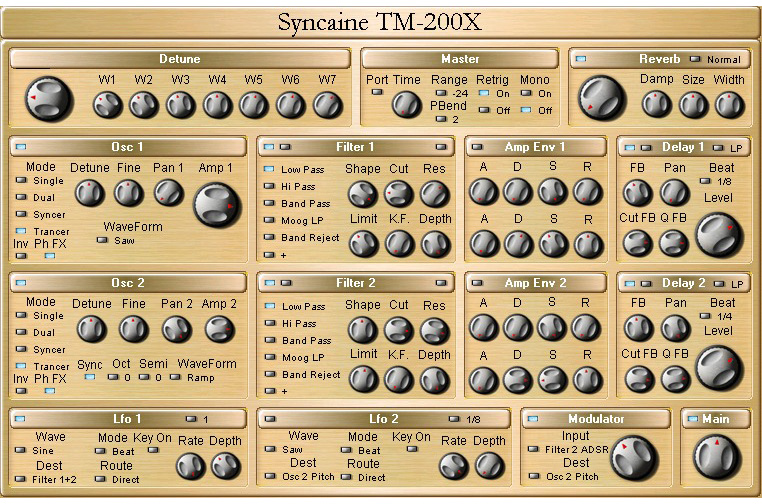 Syncaine TM-200X
Detune
W1 W2 W3 W4 W5 W6 W7
Master
Port Time Range Retrig Mono
-24 On On
PBend
2 Off Off
Reverb Normal
Damp Size Width
Osc 1
Mode Detune Fine Pan 1 Amp 1
Single
Dual
Syncer
Trancer
WaveForm
Saw
Inv Ph FX
Filter 1
Low Pass
Hi Pass
Band Pass
Moog LP
Band Reject
+
Shape Cut Res
Limit K.F. Depth
Amp Env 1
A D S R
A D S R
Delay 1 LP
FB Pan Beat
1/8
Level
Cut FB Q FB
Osc 2
Mode Detune Fine Pan 2 Amp 2
Single
Dual
Syncer
Trancer
Sync Oct Semi WaveForm
0 0 Ramp
Inv Ph FX
Filter 2
Low Pass
Hi Pass
Band Pass
Moog LP
Band Reject
+
Shape Cut Res
Limit K.F. Depth
Amp Env 2
A D S R
A D S R
Delay 2 LP
FB Pan Beat
1/4
Level
Cut FB Q FB
Lfo 1 1
Wave Mode Key On Rate Depth
Sine Beat
Dest Route
Filter 1+2 Direct
Lfo 2 1/8
Wave Mode Key On Rate Depth
Saw Beat
Dest Route
Osc 2 Pitch Direct
Modulator
Input
Filter 2 ADSR
Dest
Osc 2 Pitch
Main